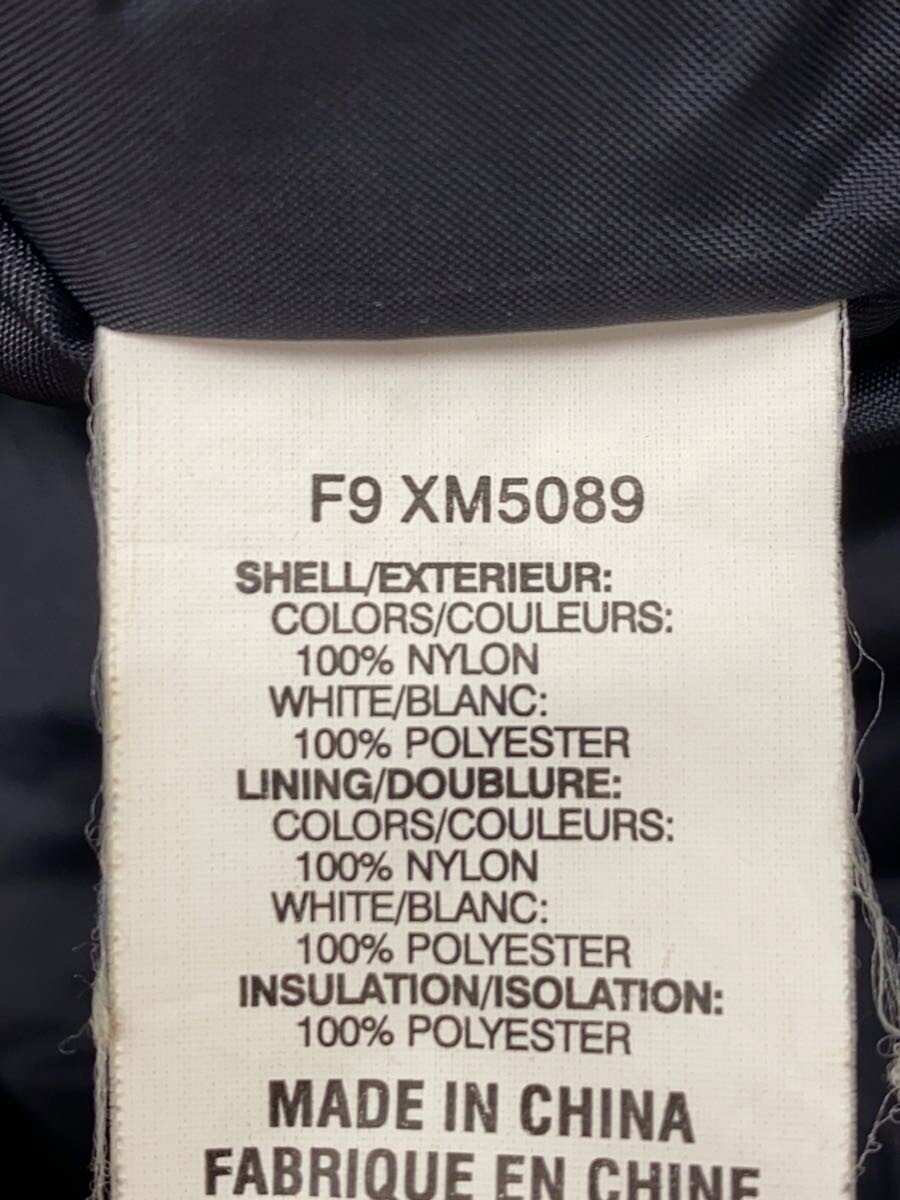 F9 XM5089
SHELL/EXTERIEUR:
COLORS/COULEURS:
100% NYLON
WHITE/BLANC:
100% POLYESTER
LINING/DOUBLURE:
COLORS/COULEURS:
100% NYLON
WHITE/BLANC:
100% POLYESTER
INSULATION/ISOLATION:
100% POLYESTER
MADE IN CHINA
FABRIQUE EN CHINE